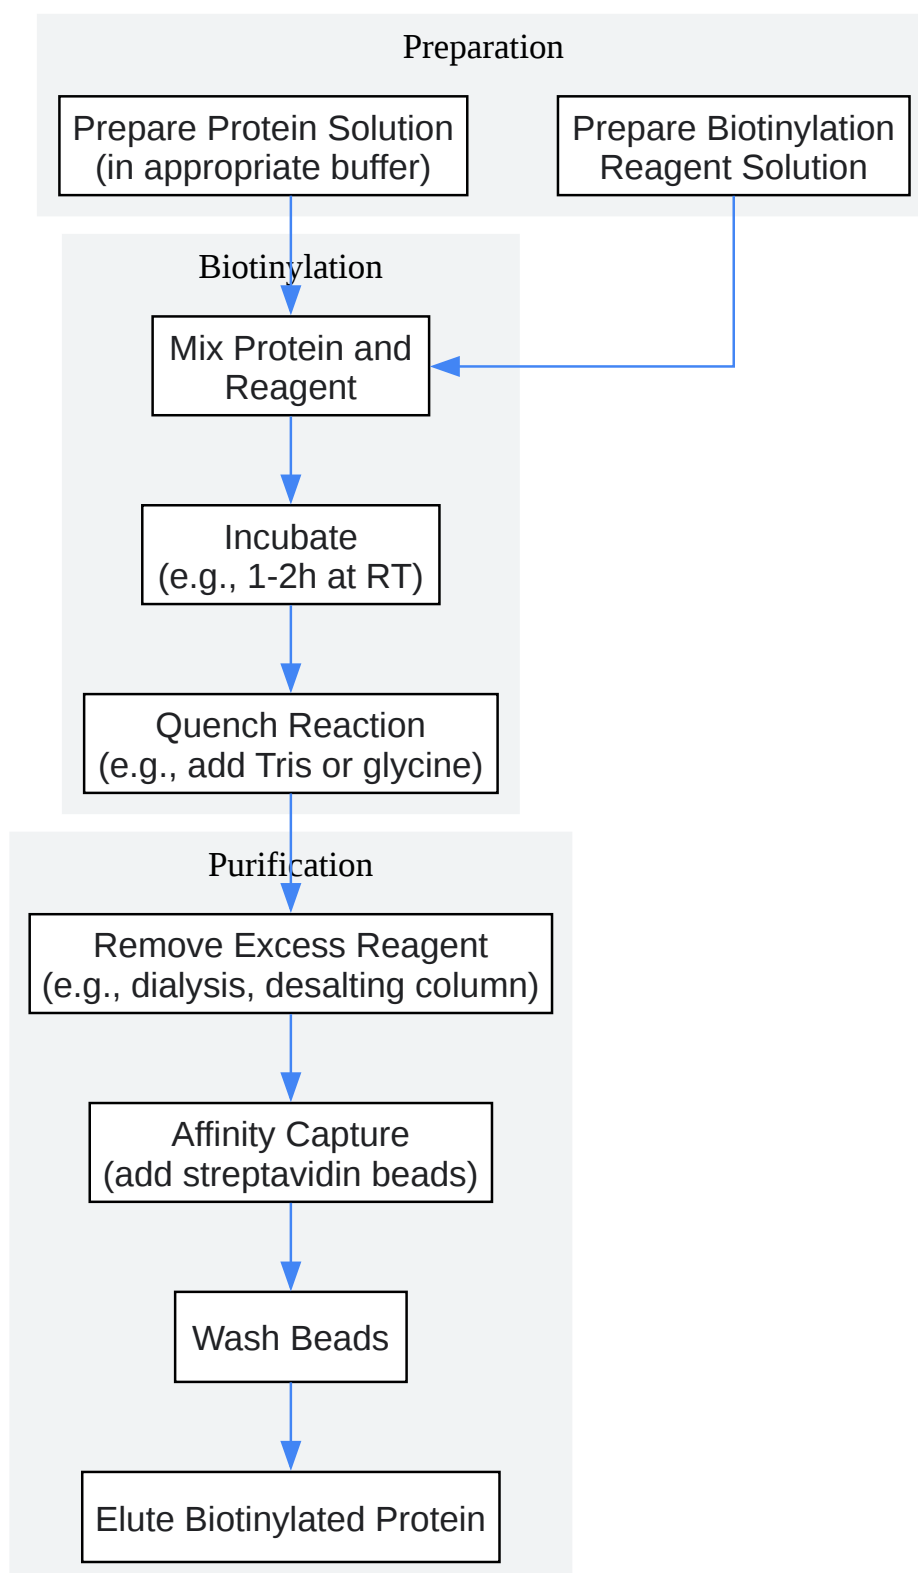 Preparation
Prepare Protein Solution
(in appropriate buffer)
Prepare Biotinylation
Reagent Solution
Biotinylation
Mix Protein and
Reagent
Incubate
(e.g., 1-2h at RT)
Quench Reaction
(e.g., add Tris or glycine)
Purification
Remove Excess Reagent
(e.g., dialysis, desalting column)
Affinity Capture
(add streptavidin beads)
Wash Beads
Elute Biotinylated Protein